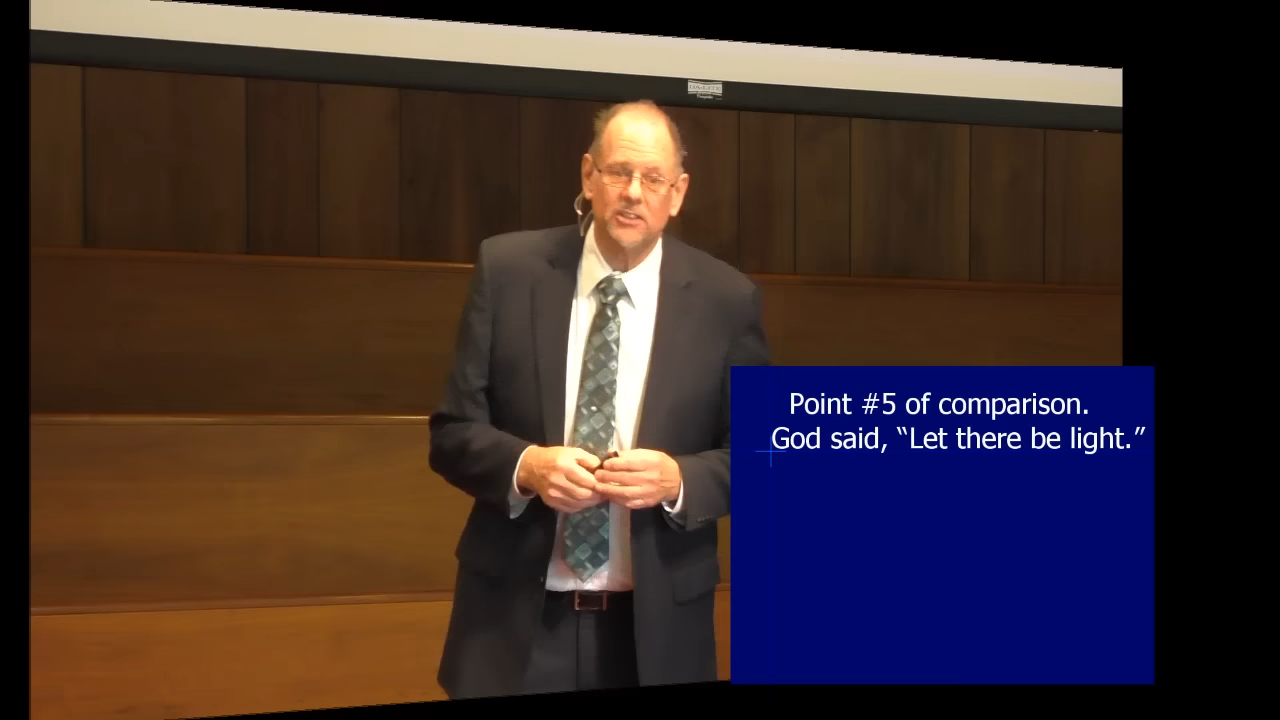 Point #5 of comparison.
God said, “Let there be light.”